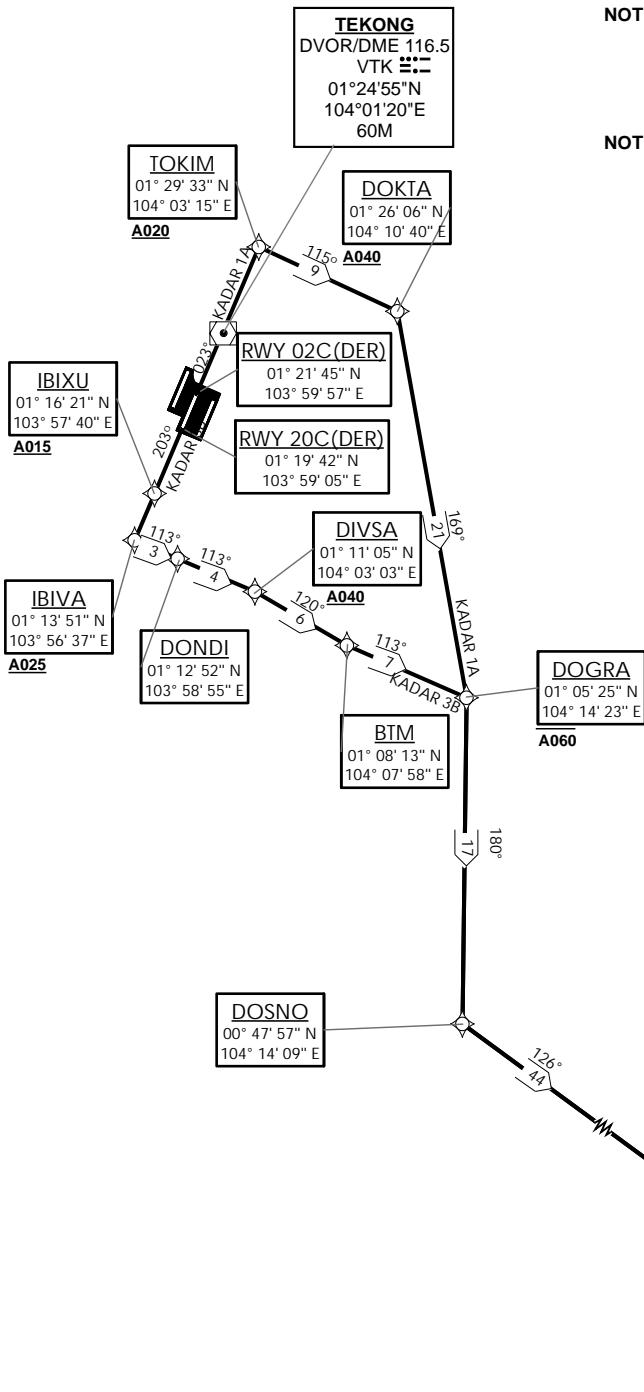 NOT
TEKONG
DVOR/DME 116.5
VTK
01°24'55"N
104°01'20"E
60M
NOT
TOKIM
01° 29' 33" N
104° 03' 15" E
A020
DOKTA
01° 26' 06" N
104° 10' 40" E
A040
115°
9
KADAR 1A
023°
RWY 02C(DER)
01° 21' 45" N
103° 59' 57" E
IBIXU
01° 16' 21" N
103° 57' 40" E
A015
RWY 20C(DER)
01° 19' 42" N
103° 59' 05" E
203°
KADAR
169°
21
DIVSA
01° 11' 05" N
104° 03' 03" E
A040
113°
3
113°
4
IBIVA
01° 13' 51" N
103° 56' 37" E
A025
120°
6
KADAR 1A
DONDI
01° 12' 52" N
103° 58' 55" E
113°
7
KADAR 3B
DOGRA
01° 05' 25" N
104° 14' 23" E
A060
BTM
01° 08' 13" N
104° 07' 58" E
180°
17
DOSNO
00° 47' 57" N
104° 14' 09" E
126°
44